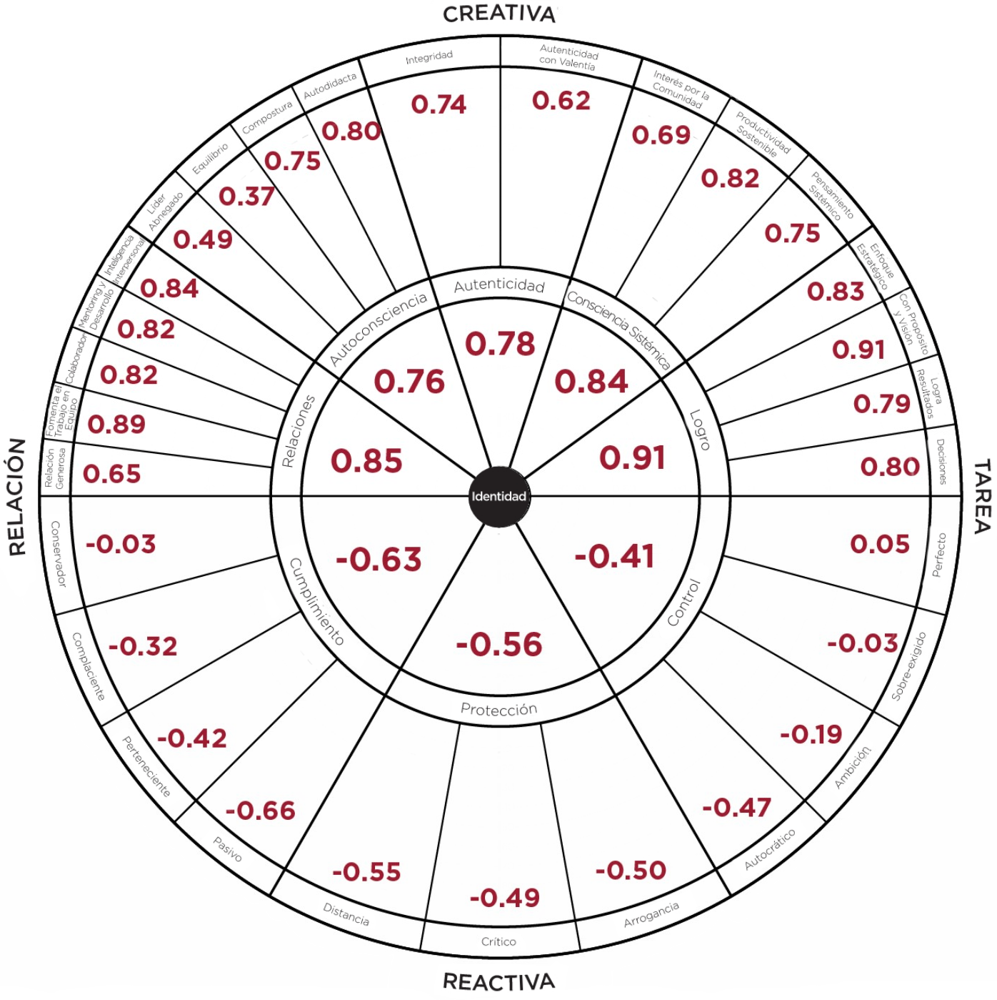 CREATIVA
Integridad
Autenticidad
con Valentía
Interés por la
Comunidad
Productividad
Sostenible
Pensamiento
Sistémico
Enfoque
Estratégico
Con Propósito
y Visión
Logra
Resultados
Decisiones
TAREA
Perfecto
Sobre-exigido
Ambición
Autocrático
Arrogancia
Crítico
REACTIVA
Distancia
Pasivo
Perteneciente
Complaciente
Conservador
RELACIÓN
Relación
Generosa
Fomenta el
Trabajo en
Equipo
Colaborador
Mentoring y
Desarrollo
Inteligencia
Interpersonal
Líder
Abnegado
Equilibrio
Compostura
Autodidacta
0.74
0.62
0.69
0.82
0.75
0.83
0.91
0.79
0.80
0.05
-0.03
-0.19
-0.47
-0.50
-0.49
-0.55
-0.66
-0.42
-0.32
-0.03
0.65
0.89
0.82
0.82
0.84
0.49
0.37
0.75
0.80
Autenticidad
0.78
Consciencia Sistémica
0.84
Logro
0.91
Control
-0.41
Protección
-0.56
Cumplimiento
-0.63
Relaciones
0.85
Autoconsciencia
0.76
Identidad